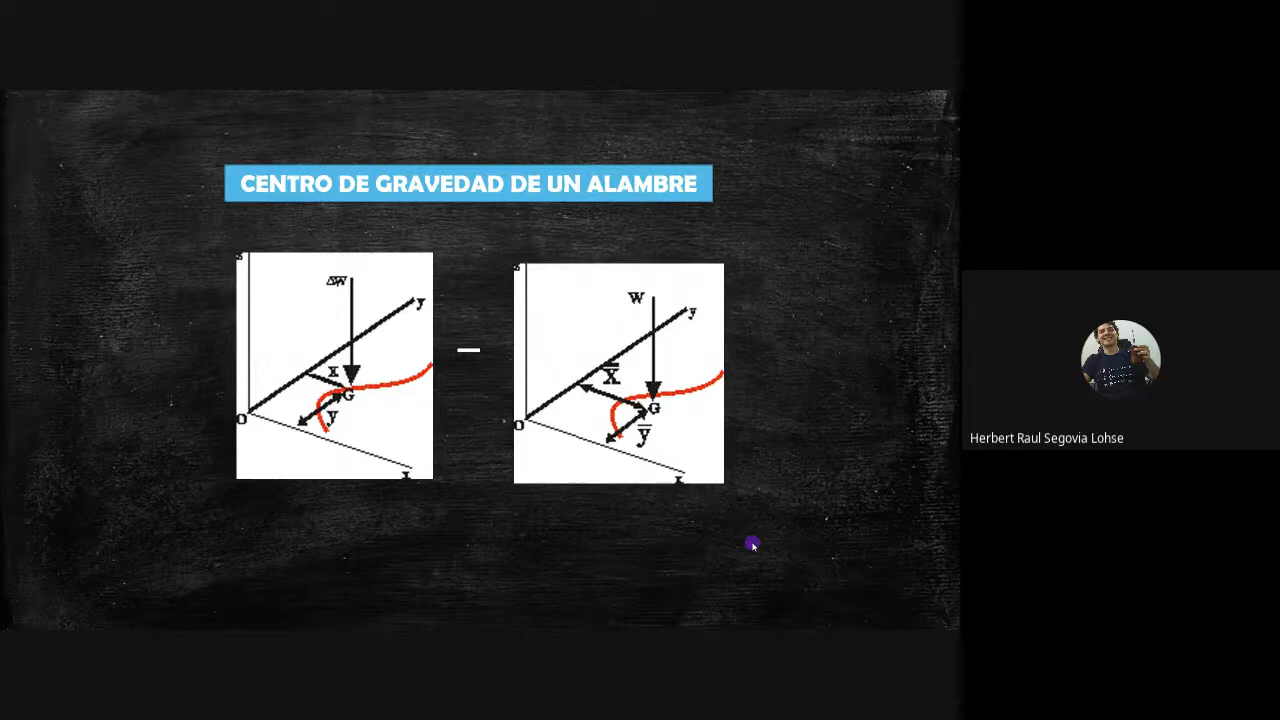 CENTRO DE GRAVEDAD DE UN ALAMBRE
z
ΔW
y
x
G
y
O
x
z
W
y
x̄
G
ȳ
O
x
Herbert Raul Segovia Lohse